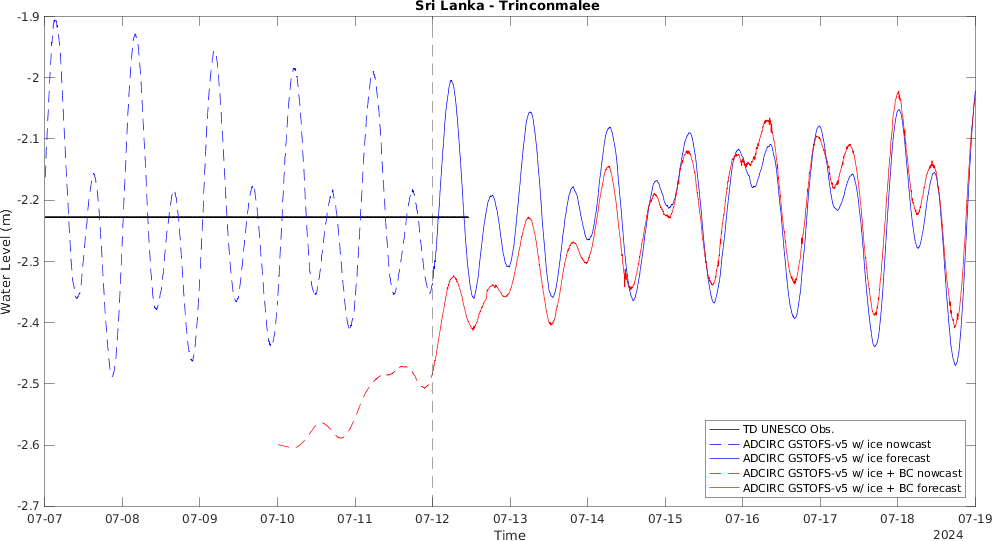 Sri Lanka - Trinconmalee
-1.9
-2
-2.1
-2.2
-2.3
-2.4
-2.5
-2.6
-2.7
Water Level (m)
TD UNESCO Obs.
ADCIRC GSTOFS-v5 w/ ice nowcast
ADCIRC GSTOFS-v5 w/ ice forecast
ADCIRC GSTOFS-v5 w/ ice + BC nowcast
ADCIRC GSTOFS-v5 w/ ice + BC forecast
07-07 07-08 07-09 07-10 07-11 07-12 07-13 07-14 07-15 07-16 07-17 07-18 07-19
Time
2024